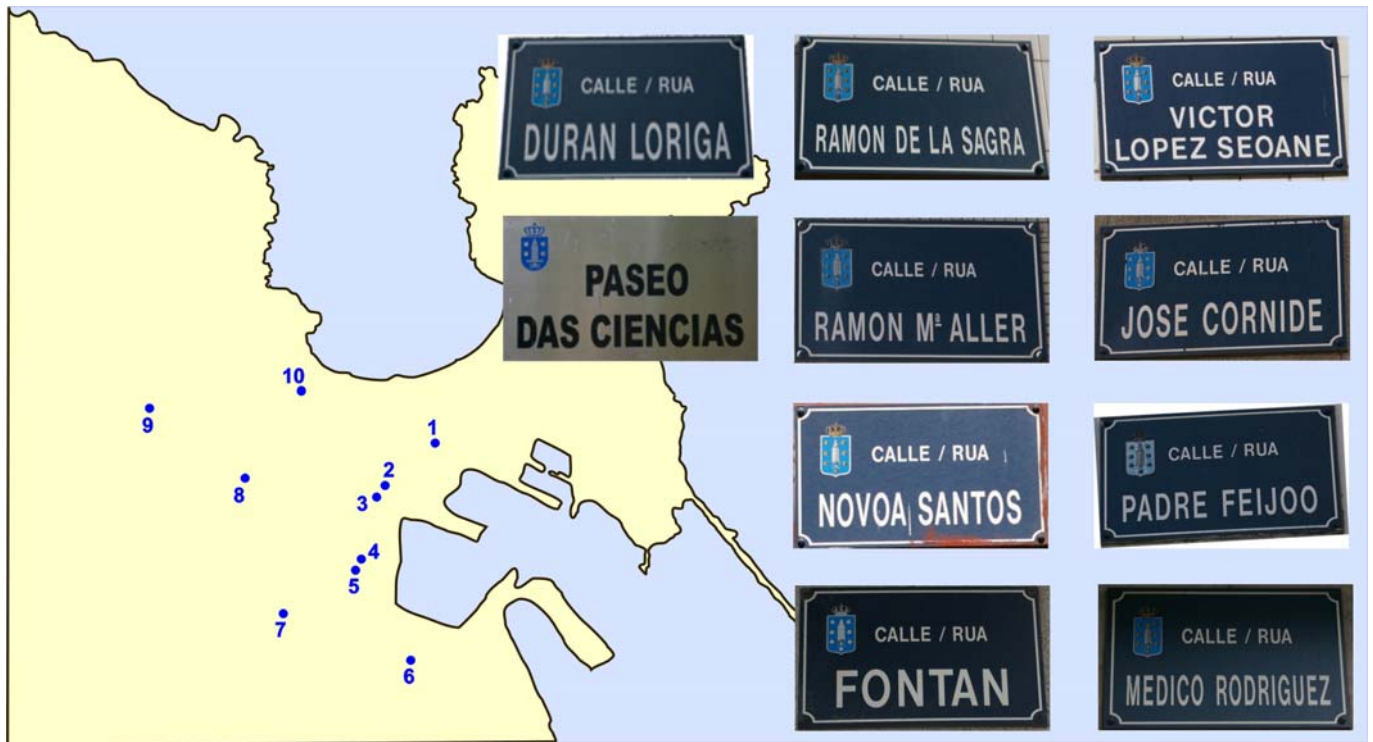 CALLE / RUA
DURAN LORIGA
CALLE / RUA
RAMON DE LA SAGRA
CALLE / RUA
VICTOR
LOPEZ SEOANE
PASEO
DAS CIENCIAS
CALLE / RUA
RAMON Mª ALLER
CALLE / RUA
JOSE CORNIDE
CALLE / RUA
NOVOA SANTOS
CALLE / RUA
PADRE FEIJOO
CALLE / RUA
FONTAN
CALLE / RUA
MEDICO RODRIGUEZ
10
9
1
2
8
3
4
5
7
6